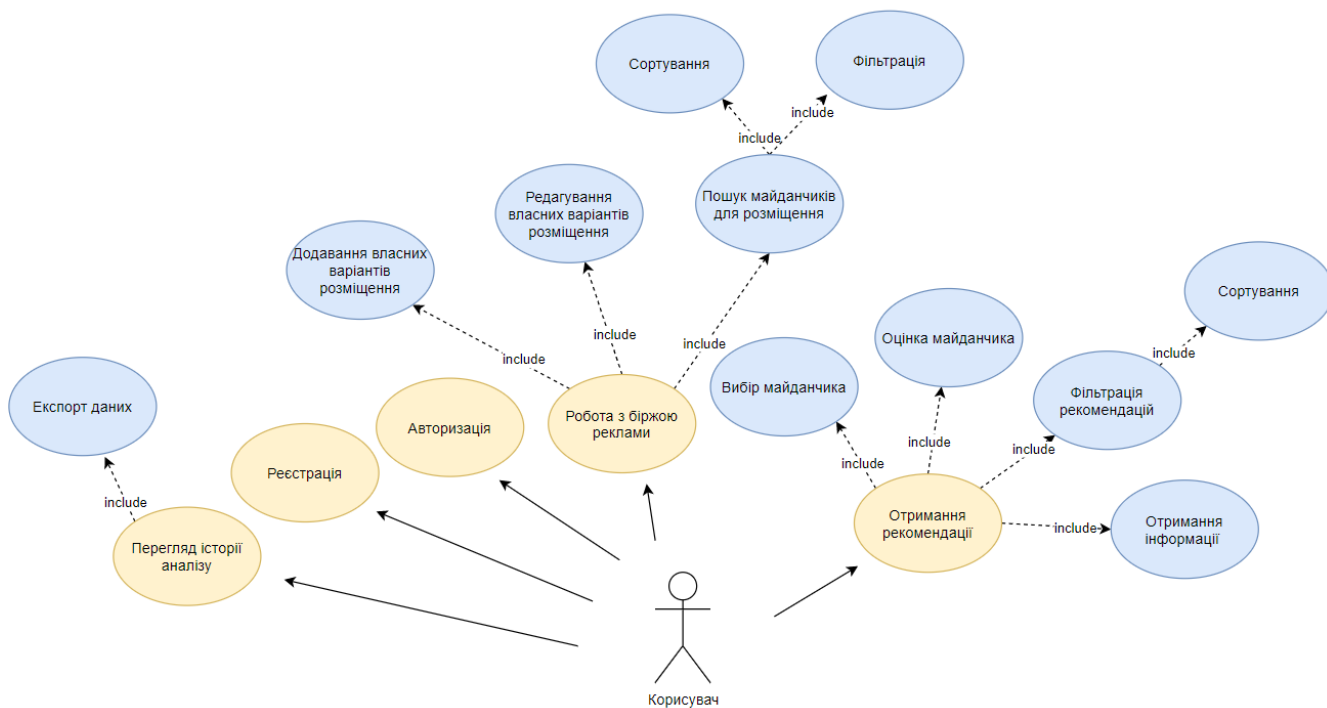 Сортування
Фільтрація
include
include
Редагування
власних варіантів
розміщення
Пошук майданчиків
для розміщення
Додавання власних
варіантів
розміщення
Сортування
include
include
include
Оцінка майданчика
include
Вибір майданчика
Фільтрація
рекомендацій
Експорт даних
Авторизація
Робота з біржою
реклами
include
include
include
Реєстрація
include
Отримання
рекомендації
include
Отримання
інформації
Перегляд історії
аналізу
Корисувач